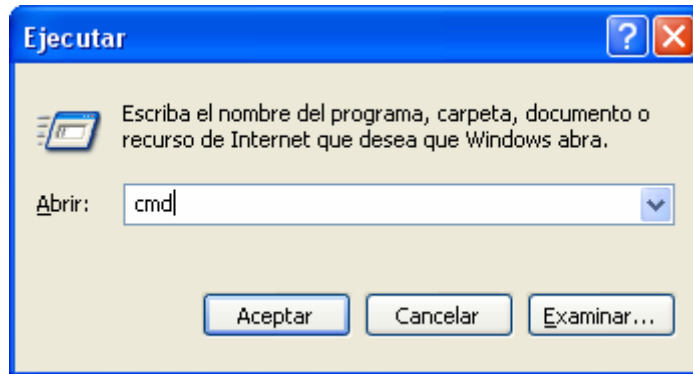 Ejecutar
Escriba el nombre del programa, carpeta, documento o
recurso de Internet que desea que Windows abra.
Abrir: cmd
Aceptar Cancelar Examinar...